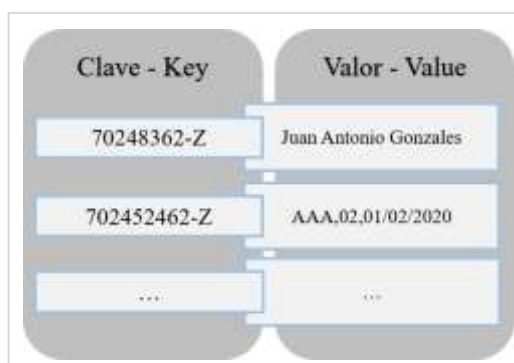 Clave - Key Valor - Value
70248362-Z Juan Antonio Gonzales
702452462-Z AAA,02,01/02/2020
... ...